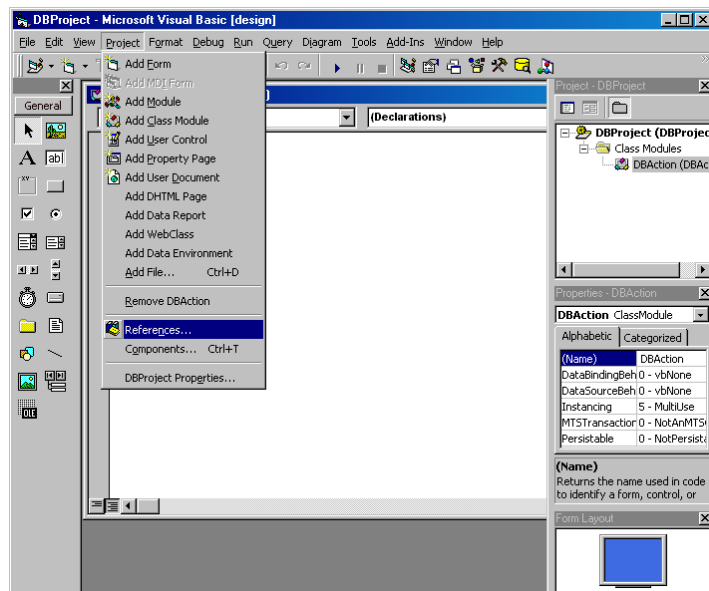 DBProject - Microsoft Visual Basic [design]
File Edit View Project Format Debug Run Query Diagram Tools Add-Ins Window Help
General
Add Form
Add MDI Form
Add Module
Add Class Module
Add User Control
Add Property Page
Add User Document
Add DHTML Page
Add Data Report
Add WebClass
Add Data Environment
Add File... Ctrl+D
Remove DBAction
References...
Components... Ctrl+T
DBProject Properties...
(Declarations)
A ab
XY
OLE
Project - DBProject
DBProject (DBProjec
Class Modules
DBAction (DBAc
Properties - DBAction
DBAction ClassModule
Alphabetic Categorized
(Name) DBAction
DataBindingBeh 0 - vbNone
DataSourceBeh 0 - vbNone
Instancing 5 - MultiUse
MTSTransaction 0 - NotAnMTS
Persistable 0 - NotPersista
(Name)
Returns the name used in code
to identify a form, control, or
Form Layout